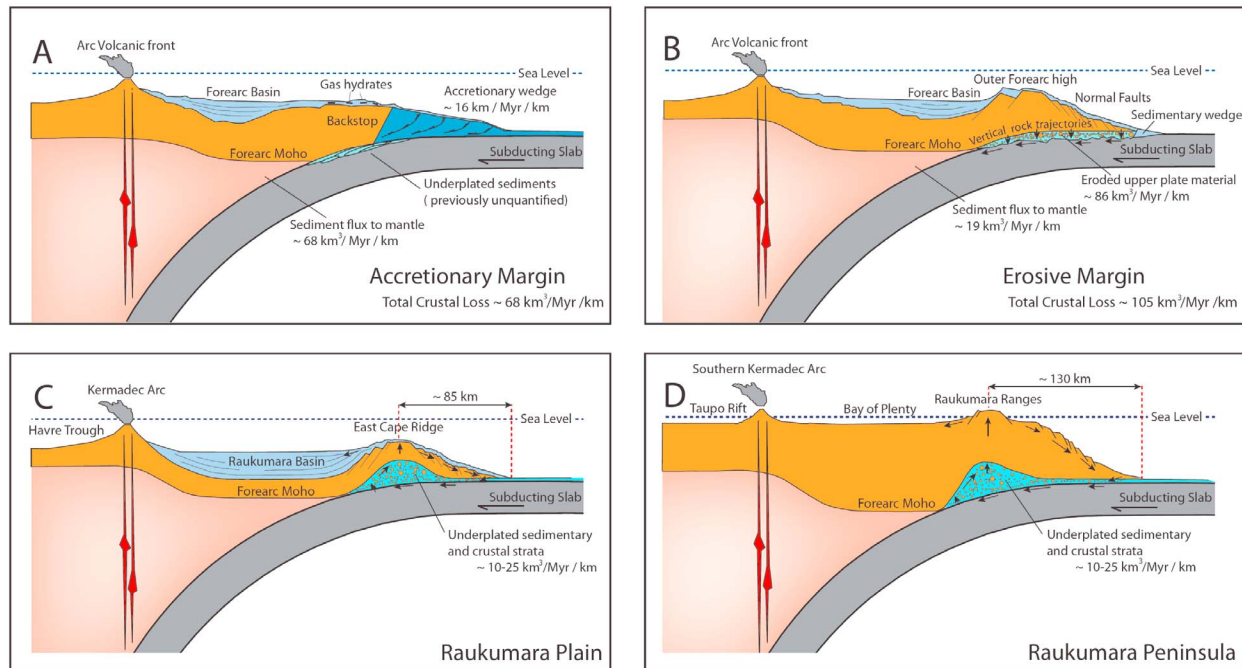 A
Arc Volcanic front
Sea Level
Forearc Basin
Gas hydrates
Accretionary wedge
~ 16 km / Myr / km
Backstop
Forearc Moho
Subducting Slab
Underplated sediments
( previously unquantified)
Sediment flux to mantle
~ 68 km³/ Myr / km
Accretionary Margin
Total Crustal Loss ~ 68 km³/Myr /km
B
Arc Volcanic front
Sea Level
Outer Forearc high
Forearc Basin
Normal Faults
Sedimentary wedge
Vertical rock trajectories
Forearc Moho
Subducting Slab
Eroded upper plate material
~ 86 km³/Myr / km
Sediment flux to mantle
~ 19 km³/Myr / km
Erosive Margin
Total Crustal Loss ~ 105 km³/Myr /km
C
Kermadec Arc
~ 85 km
Sea Level
Havre Trough
East Cape Ridge
Raukumara Basin
Forearc Moho
Subducting Slab
Underplated sedimentary
and crustal strata
~ 10-25 km³/Myr / km
Raukumara Plain
D
Southern Kermadec Arc
~ 130 km
Raukumara Ranges
Taupo Rift
Bay of Plenty
Sea Level
Forearc Moho
Subducting Slab
Underplated sedimentary
and crustal strata
~ 10-25 km³/Myr / km
Raukumara Peninsula